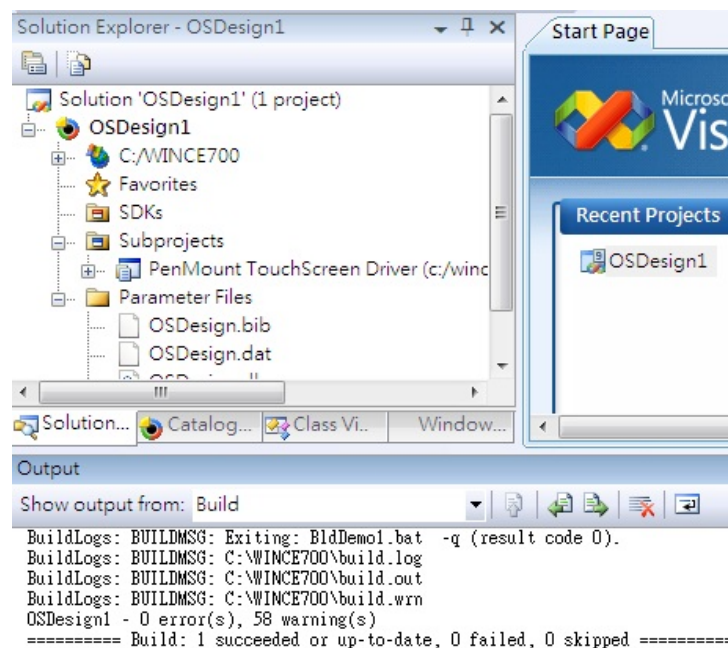 Solution Explorer - OSDesign1
Start Page
Solution 'OSDesign1' (1 project)
OSDesign1
C:/WINCE700
Favorites
SDKs
Subprojects
PenMount TouchScreen Driver (c:/winc
Parameter Files
OSDesign.bib
OSDesign.dat
Microso
Vis
Recent Projects
OSDesign1
Solution... Catalog... Class Vi.. Window...
Output
Show output from: Build
BuildLogs: BUILDMSG: Exiting: BldDemo1.bat -q (result code 0).
BuildLogs: BUILDMSG: C:\WINCE700\build.log
BuildLogs: BUILDMSG: C:\WINCE700\build.out
BuildLogs: BUILDMSG: C:\WINCE700\build.wrn
OSDesign1 - 0 error(s), 58 warning(s)
========== Build: 1 succeeded or up-to-date, 0 failed, 0 skipped ==========